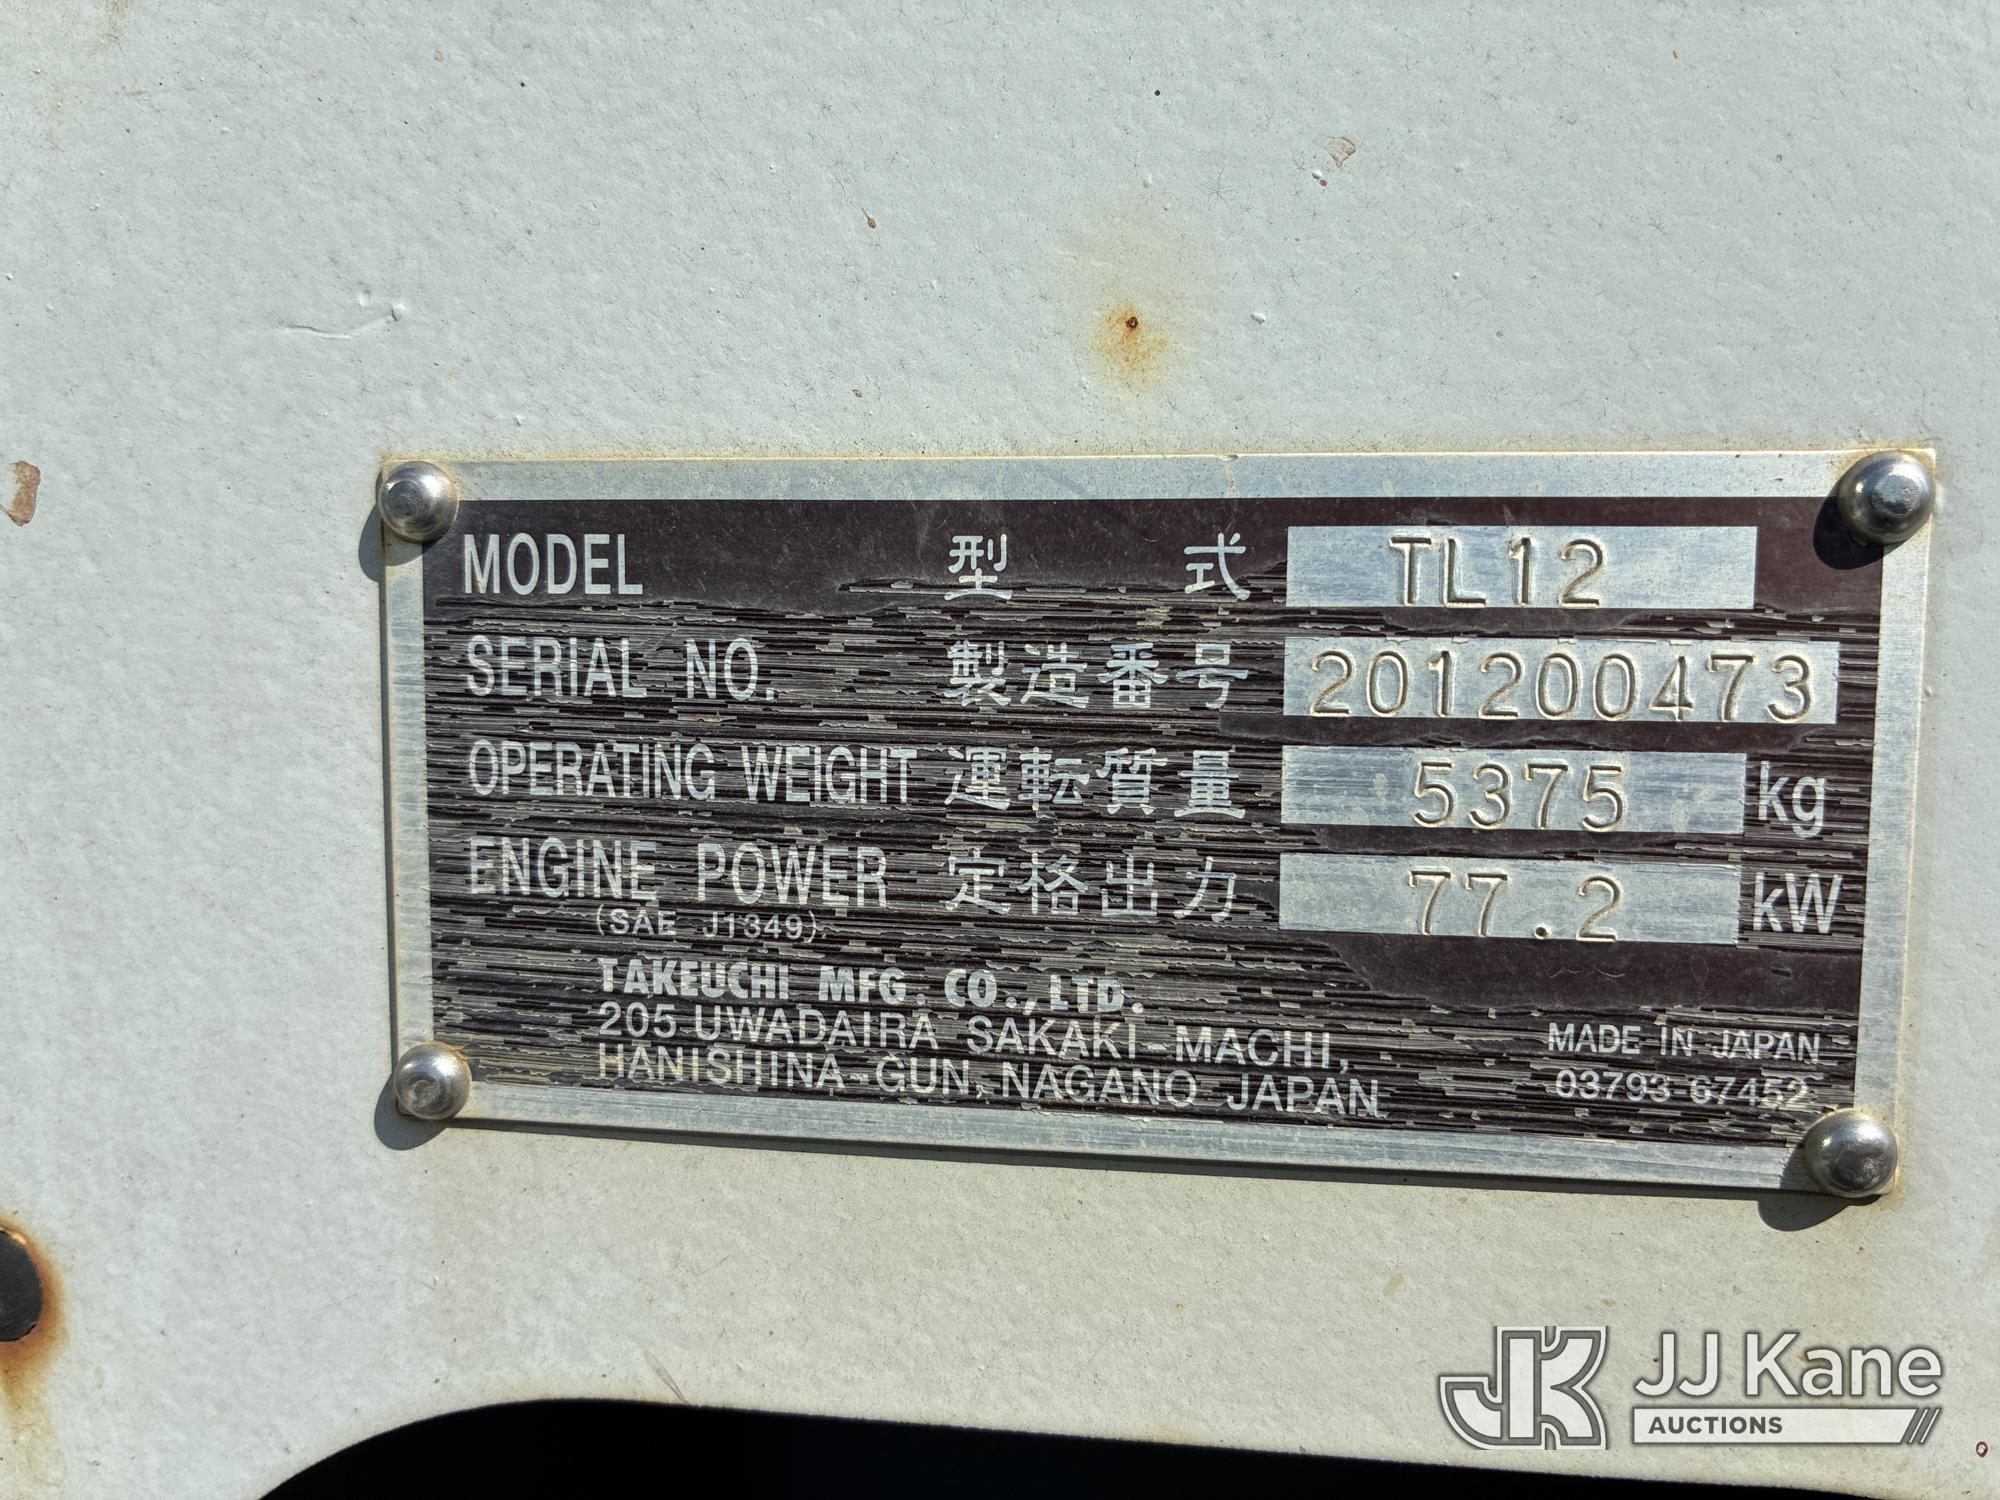 MODEL 型式 TL12
SERIAL NO. 製造番号 201200473
OPERATING WEIGHT 運転質量 5375 kg
ENGINE POWER 定格出力 77.2 kW
(SAE J1349)
TAKEUCHI MFG. CO., LTD.
205 UWADAIRA SAKAKI-MACHI,
HANISHINA-GUN, NAGANO JAPAN
MADE IN JAPAN
03793-67452
JK JJ Kane
AUCTIONS